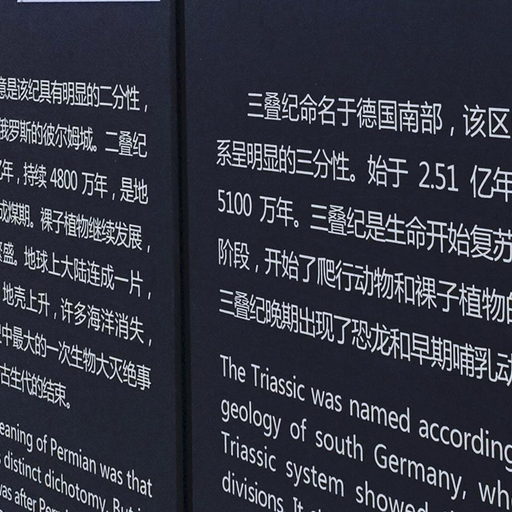 意是该纪具有明显的二分性，
俄罗斯的彼尔姆城。二叠纪
亿年，持续 4800 万年，是地
成煤期。裸子植物继续发展，
繁盛。地球上大陆连成一片，
地壳上升，许多海洋消失，
中最大的一次生物大灭绝事
古生代的结束。
eaning of Permian was that
distinct dichotomy. But
was after
三叠纪命名于德国南部，该区
系呈明显的三分性。始于 2.51 亿年
5100 万年。三叠纪是生命开始复苏
阶段，开始了爬行动物和裸子植物的
三叠纪晚期出现了恐龙和早期哺乳动
The Triassic was named according
geology of south Germany,
Triassic system showed
divisions. It